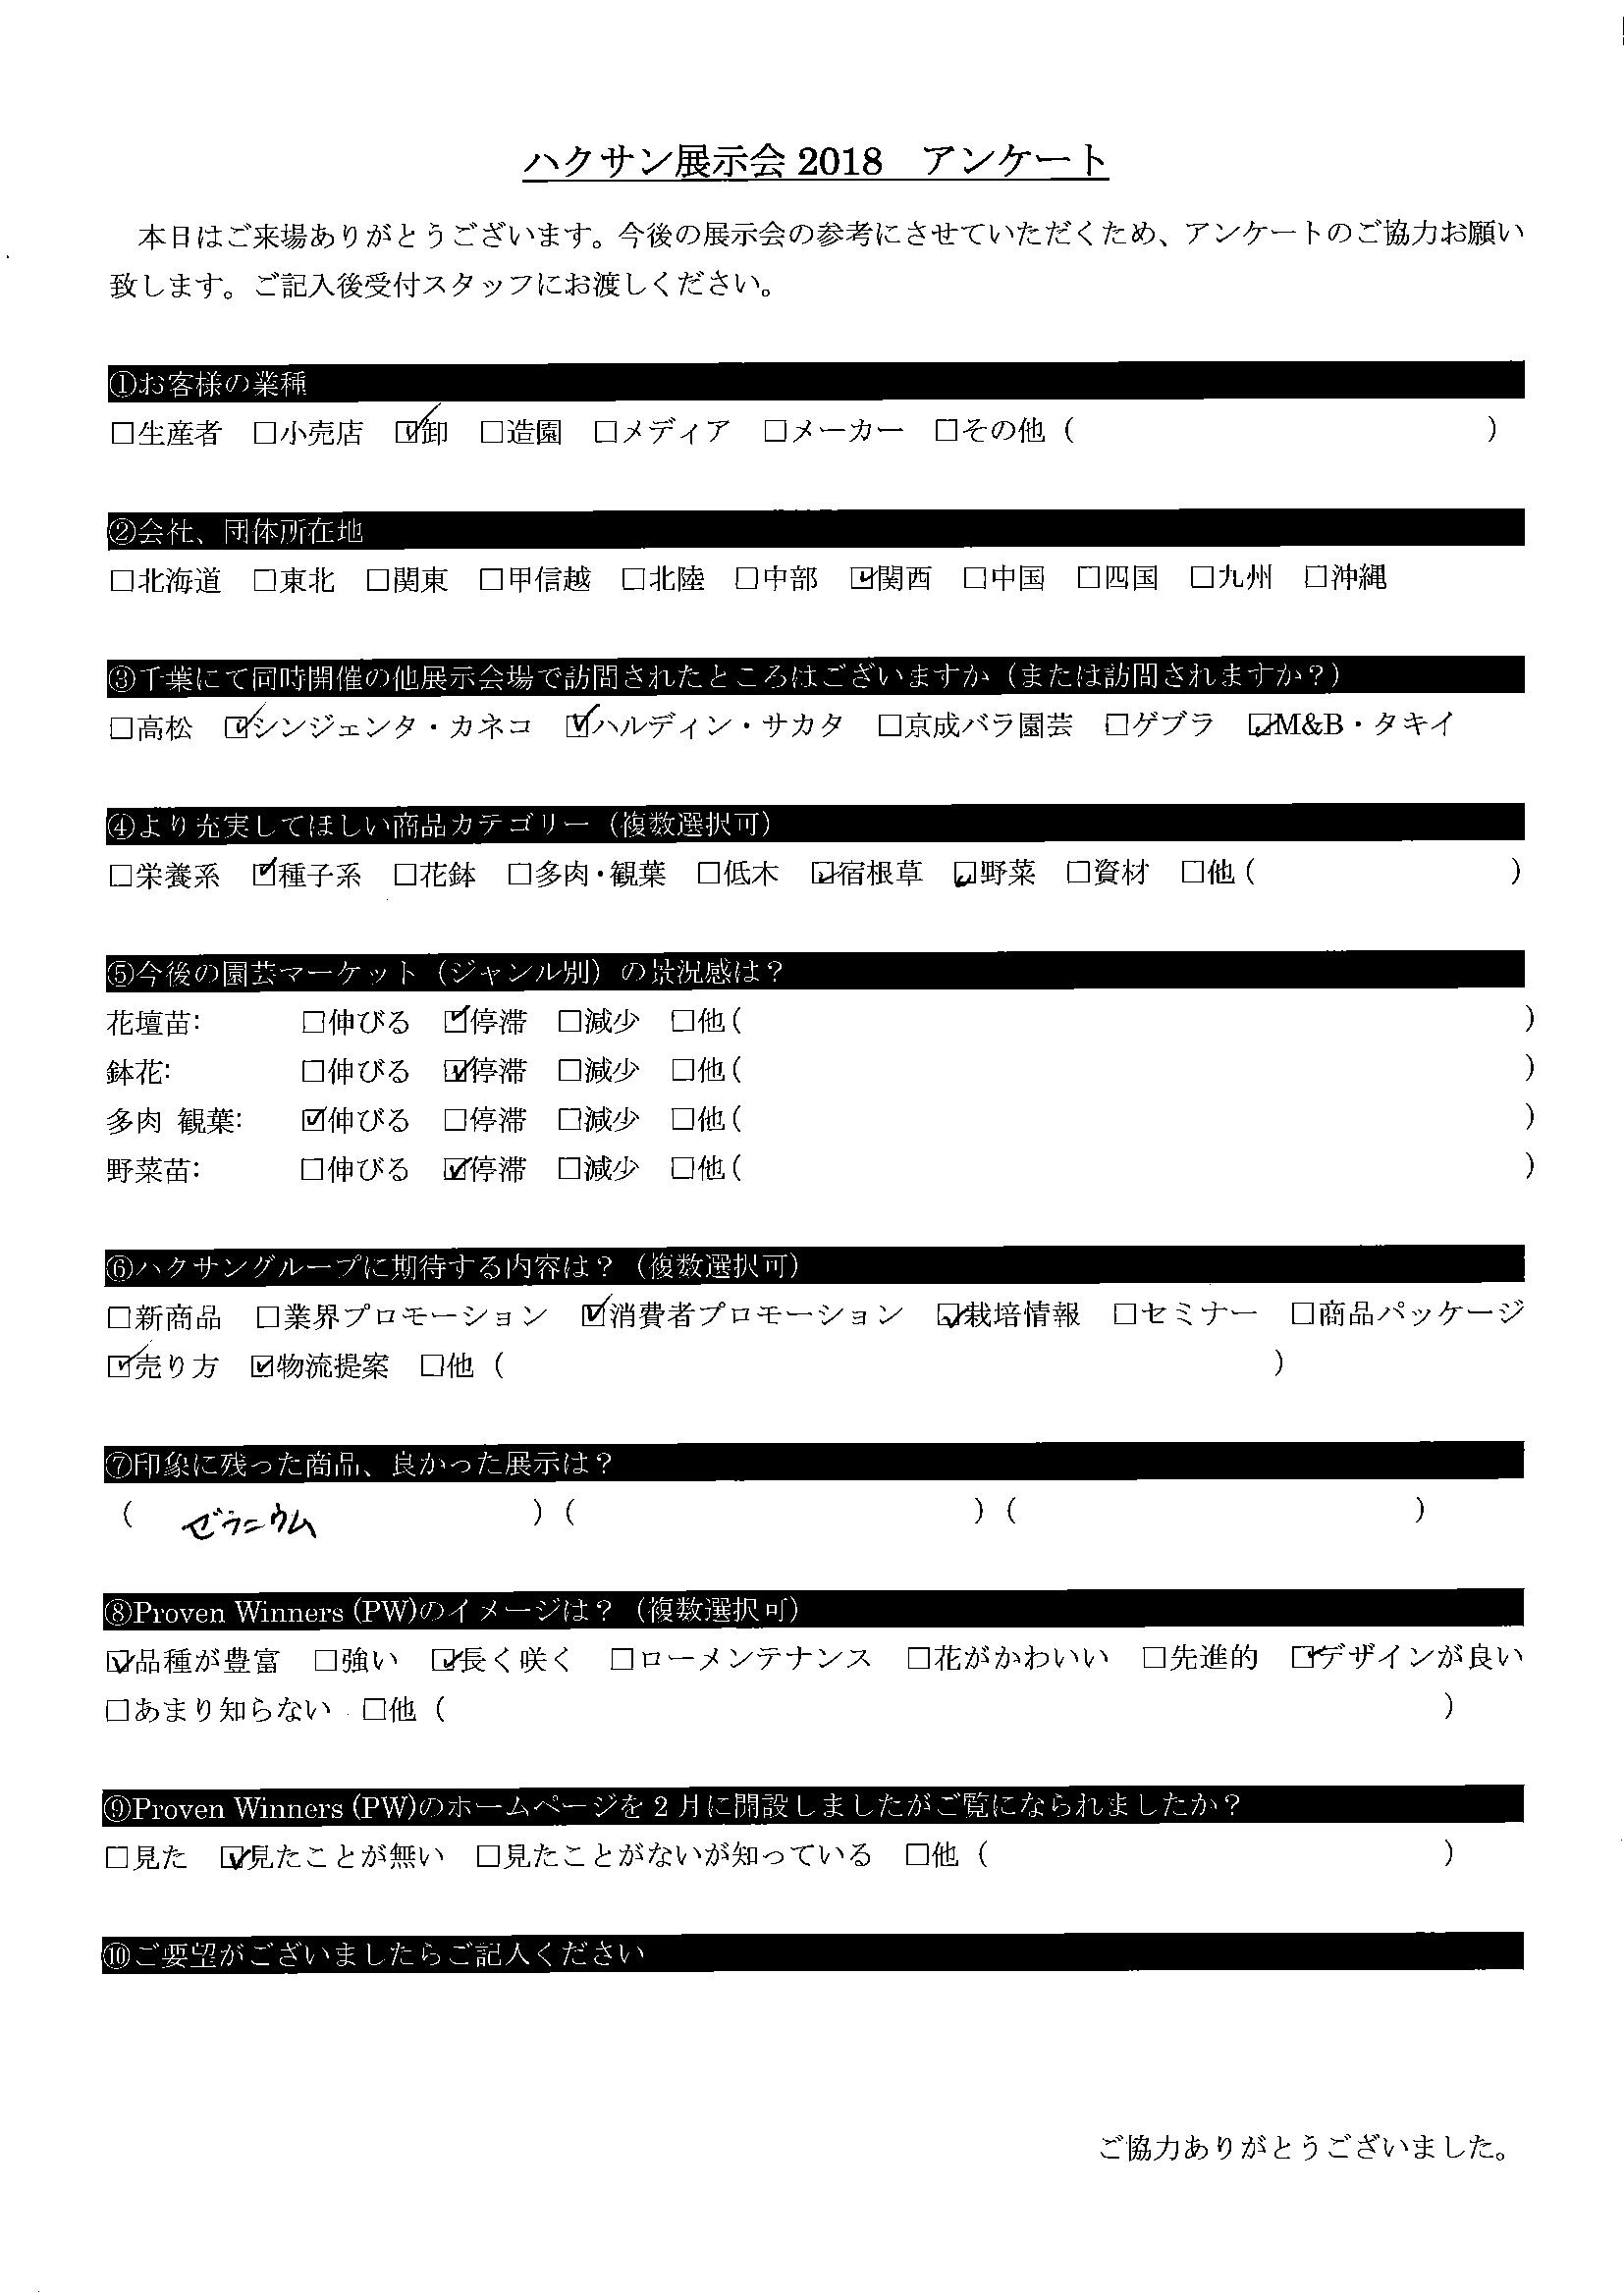 ハクサン展示会 2018　アンケート
本日はご来場ありがとうございます。今後の展示会の参考にさせていただくため、アンケートのご協力お願い
致します。ご記入後受付スタッフにお渡しください。
①お客様の業種
□生産者　□小売店　☑卸　□造園　□メディア　□メーカー　□その他（　　　）
②会社、団体所在地
□北海道　□東北　□関東　□甲信越　□北陸　□中部　☑関西　□中国　□四国　□九州　□沖縄
③千葉にて同時開催の他展示会場で訪問されたところはございますか（または訪問されますか？）
□高松　☑シンジェンタ・カネコ　☑ハルディン・サカタ　□京成バラ園芸　□ゲブラ　☑M&B・タキイ
④より充実してほしい商品カテゴリー（複数選択可）
□栄養系　☑種子系　□花鉢　□多肉・観葉　□低木　☑宿根草　☑野菜　□資材　□他（　　　）
⑤今後の園芸マーケット（ジャンル別）の景況感は？
花壇苗:　□伸びる　☑停滞　□減少　□他（　　　）
鉢花:　□伸びる　☑停滞　□減少　□他（　　　）
多肉 観葉:　☑伸びる　□停滞　□減少　□他（　　　）
野菜苗:　□伸びる　☑停滞　□減少　□他（　　　）
⑥ハクサングループに期待する内容は？（複数選択可）
□新商品　□業界プロモーション　☑消費者プロモーション　☑栽培情報　□セミナー　□商品パッケージ
☑売り方　☑物流提案　□他（　　　）
⑦印象に残った商品、良かった展示は？
（　ゼラニウム　）（　　　）（　　　）
⑧Proven Winners (PW)のイメージは？（複数選択可）
☑品種が豊富　□強い　☑長く咲く　□ローメンテナンス　□花がかわいい　□先進的　☑デザインが良い
□あまり知らない　□他（　　　）
⑨Proven Winners (PW)のホームページを 2 月に開設しましたがご覧になられましたか？
□見た　☑見たことが無い　□見たことがないが知っている　□他（　　　）
⑩ご要望がございましたらご記入ください
ご協力ありがとうございました。